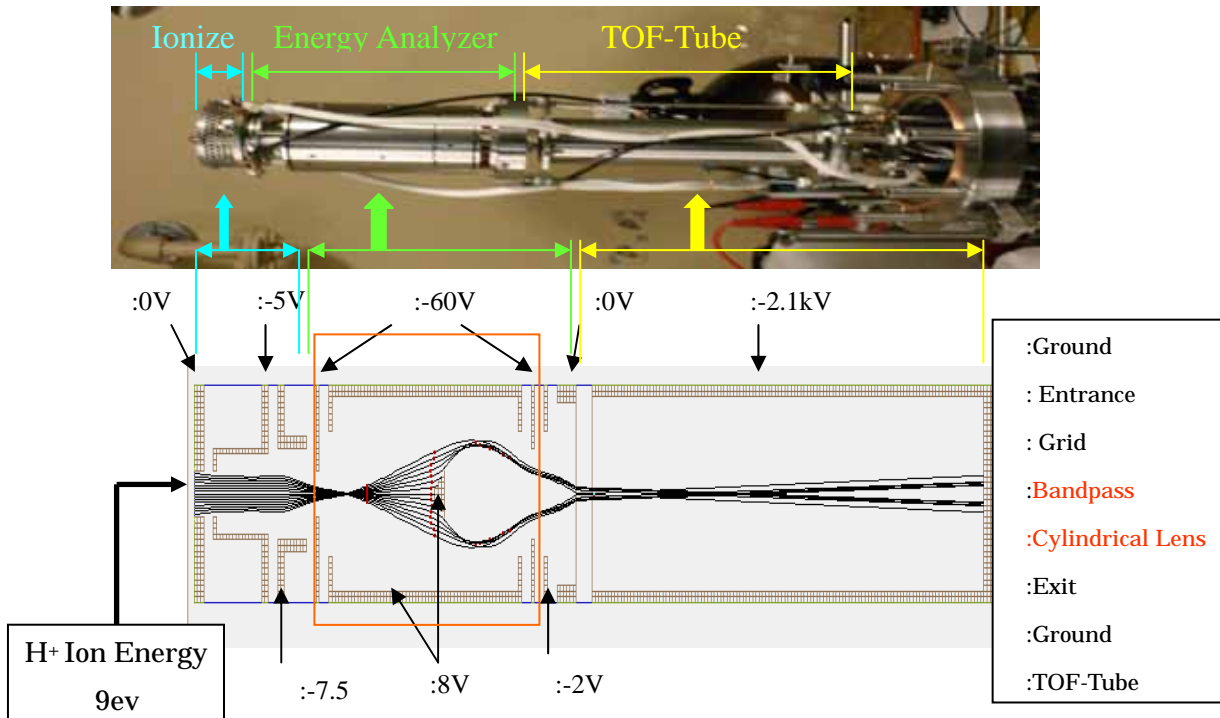 Ionize
Energy Analyzer
TOF-Tube
:0V
:-5V
:-60V
:0V
:-2.1kV
:Ground
: Entrance
: Grid
:Bandpass
:Cylindrical Lens
:Exit
:Ground
:TOF-Tube
H+ Ion Energy
9ev
:-7.5
:8V
:-2V